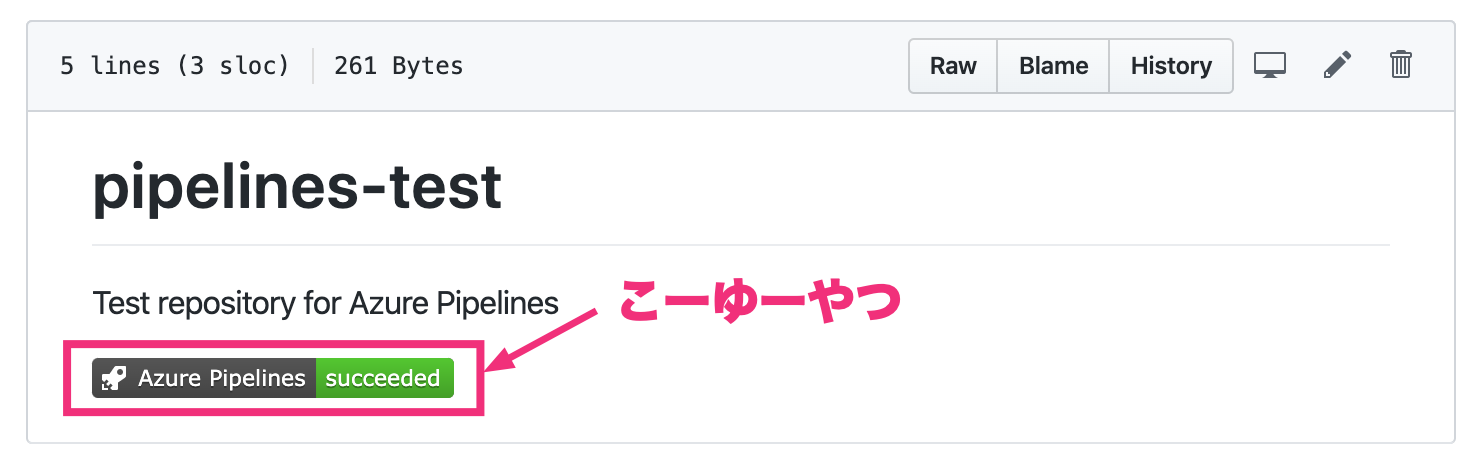 5 lines (3 sloc) 261 Bytes Raw Blame History
pipelines-test
Test repository for Azure Pipelines
こーゆーやつ
Azure Pipelines succeeded